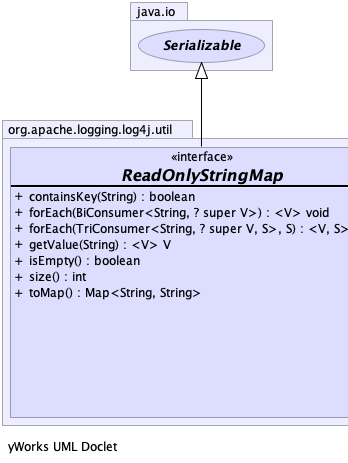 java.io
Serializable
org.apache.logging.log4j.util
«interface»
ReadOnlyStringMap
+ containsKey(String) : boolean
+ forEach(BiConsumer<String, ? super V>) : <V> void
+ forEach(TriConsumer<String, ? super V, S>, S) : <V, S>
+ getValue(String) : <V> V
+ isEmpty() : boolean
+ size() : int
+ toMap() : Map<String, String>
yWorks UML Doclet